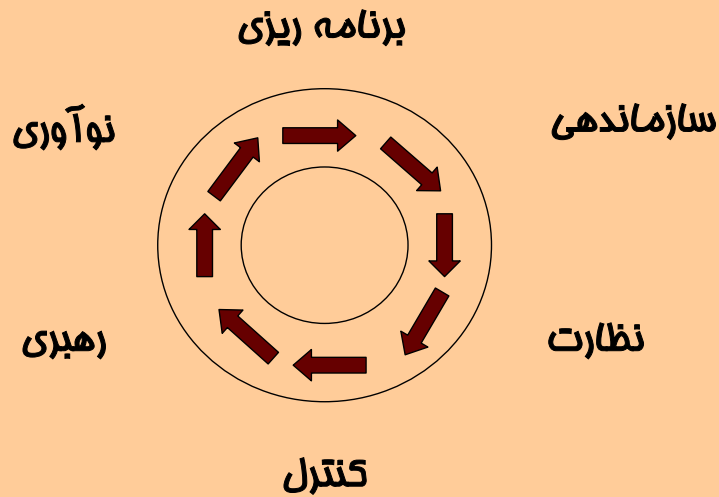 برنامه ریزی
سازماندهی
نظارت
کنترل
رهبری
نوآوری